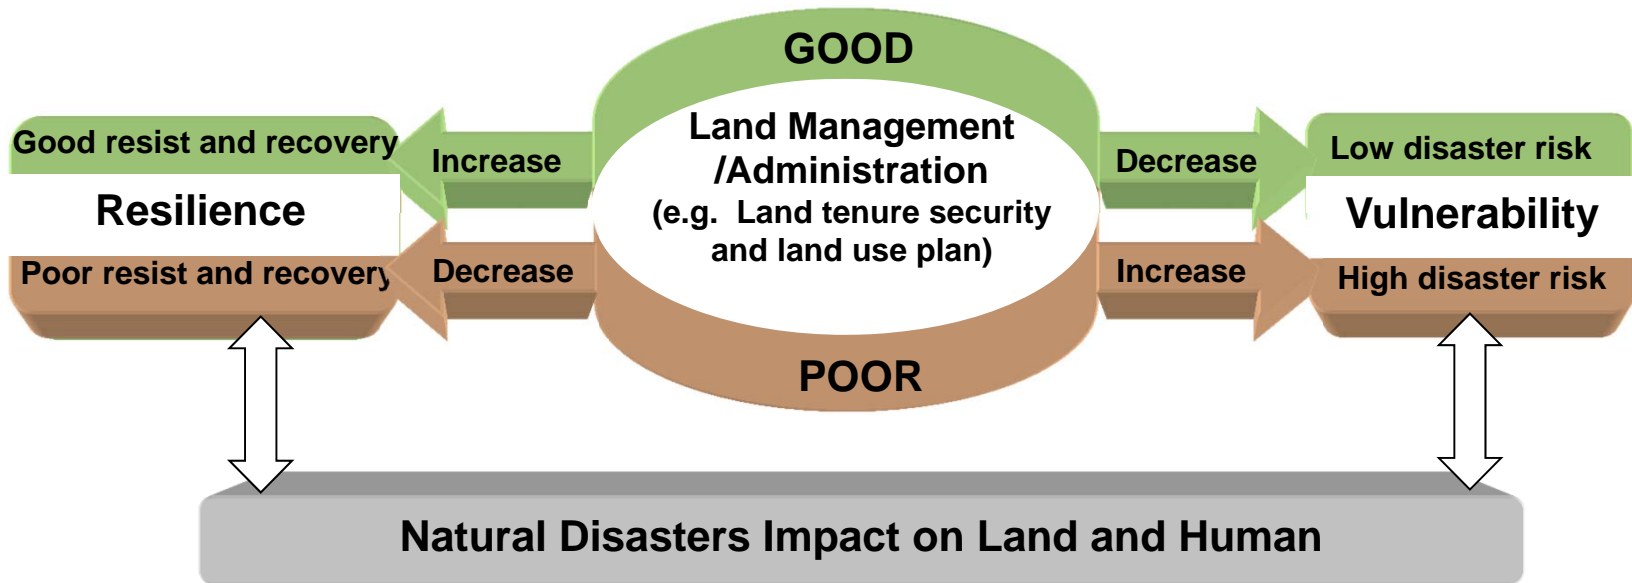 GOOD
Land Management
/Administration
(e.g. Land tenure security
and land use plan)
POOR
Good resist and recovery
Resilience
Poor resist and recovery
Increase
Decrease
Decrease
Increase
Low disaster risk
Vulnerability
High disaster risk
Natural Disasters Impact on Land and Human